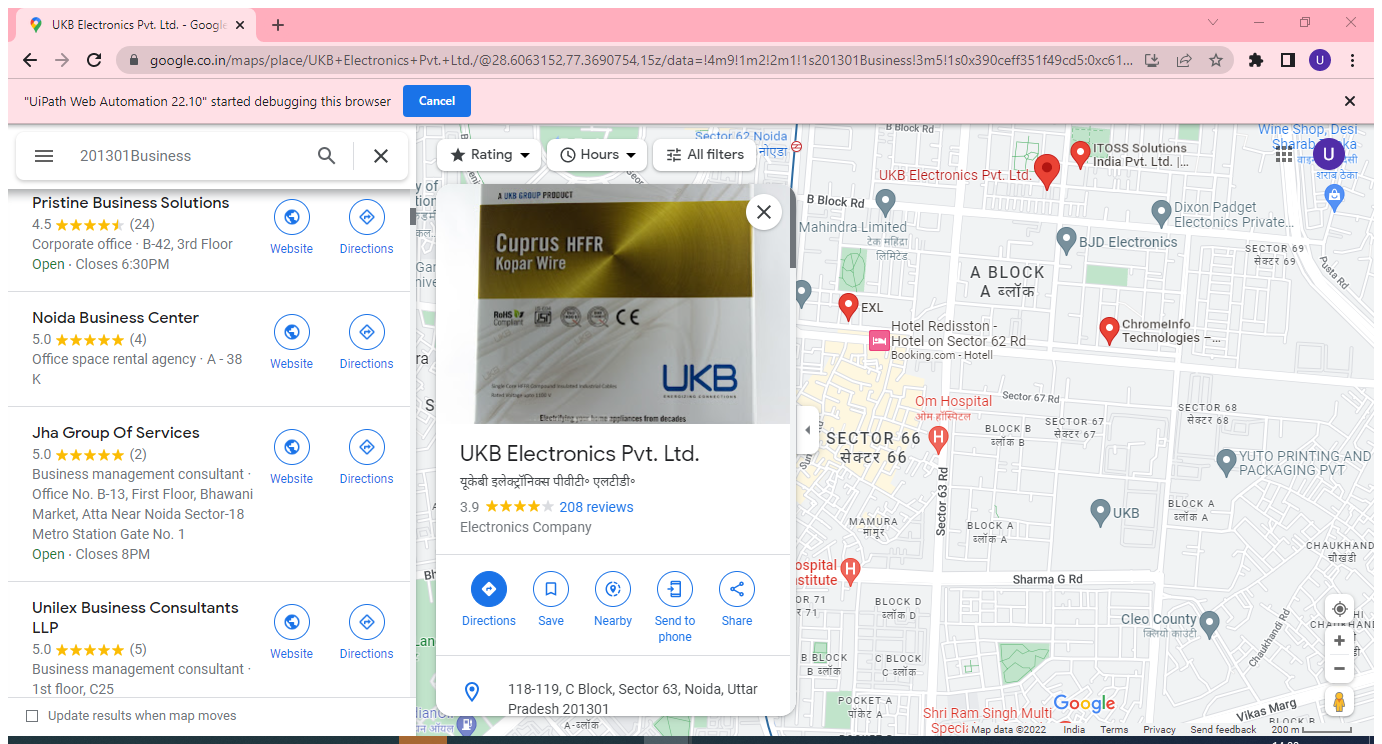 UKB Electronics Pvt. Ltd. - Google
google.co.in/maps/place/UKB+Electronics+Pvt.+Ltd./@28.6063152,77.3690754,15z/data=!4m9!1m2!2m1!1s201301Business!3m5!1s0x390ceff351f49cd5:0xc61...
U
"UiPath Web Automation 22.10" started debugging this browser
Cancel
201301Business
Pristine Business Solutions
4.5 (24)
Corporate office · B-42, 3rd Floor
Open · Closes 6:30PM
Website
Directions
Noida Business Center
5.0 (4)
Office space rental agency · A - 38
K
Website
Directions
Jha Group Of Services
5.0 (2)
Business management consultant ·
Office No. B-13, First Floor, Bhawani
Market, Atta Near Noida Sector-18
Metro Station Gate No. 1
Open · Closes 8PM
Website
Directions
Unilex Business Consultants
LLP
5.0 (5)
Business management consultant ·
1st floor, C25
Website
Directions
Update results when map moves
Rating
Hours
All filters
A UKB GROUP PRODUCT
Cuprus HFFR
Kopar Wire
RoHS
Compliant
CE
Single Core HFFR Compound Insulated Industrial Cables
UKB
ENERGIZING CONNECTIONS
Electrifying your home appliances from decades
UKB Electronics Pvt. Ltd.
यूकेबी इलेक्ट्रॉनिक्स पीवीटी॰ एलटीडी॰
3.9 208 reviews
Electronics Company
Directions
Save
Nearby
Send to
phone
Share
118-119, C Block, Sector 63, Noida, Uttar
Pradesh 201301
Sector 62 Noida
B Block Rd
Wine Shop, Desi
U
शराब ठेका
ITOSS Solutions
India Pvt. Ltd. |...
UKB Electronics Pvt. Ltd.
B Block Rd
Mahindra Limited
टेक महिंद्रा
लिमिटेड
Dixon Padget
Electonics Private...
BJD Electronics
SECTOR 69
सेक्टर 69
Pusta Rd
A BLOCK
A ब्लॉक
EXL
Hotel Redisston -
Hotel on Sector 62 Rd
Booking.com - Hotell
ChromeInfo
Technologies –...
Om Hospital
ओम हॉस्पिटल
Sector 67 Rd
SECTOR 66
सेक्टर 66
BLOCK B
ब्लॉक B
SECTOR 67
सेक्टर 67
SECTOR 68
सेक्टर 68
YUTO PRINTING AND
PACKAGING PVT
Sector 63 Rd
MAMURA
मामूर
UKB
BLOCK A
ब्लॉक A
BLOCK A
ब्लॉक A
CHAUKHAND
चौखंडी
Sharma G Rd
BLOCK D
ब्लॉक D
Cleo County
क्लियो काउंटी
Chaukhandi Rd
B BLOCK
B ब्लॉक
BLOCK C
C ब्लॉक
POCKET A
पॉकेट A
A-ब्लॉक
Shri Ram Singh Multi
Google
Vikas Marg
BLOCK B
Map data ©2022
India
Terms
Privacy
Send feedback
200 m